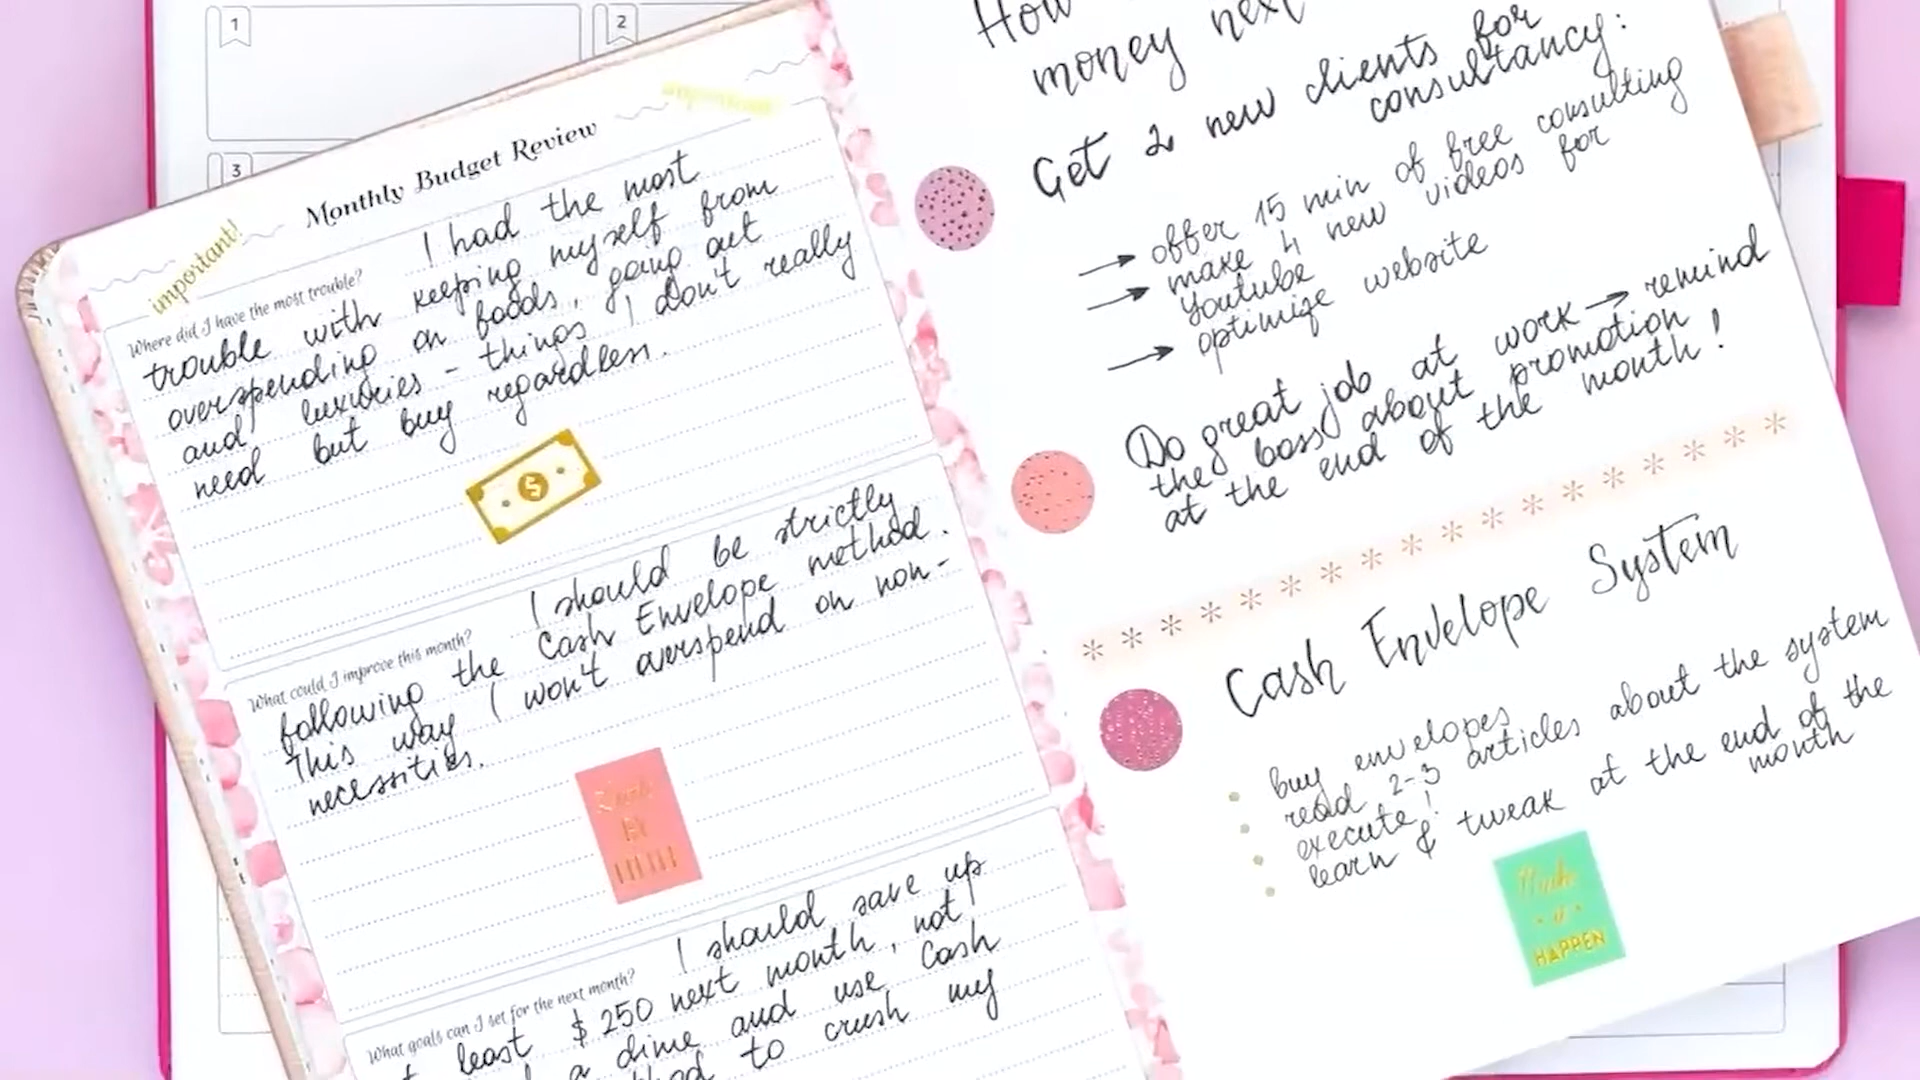 1
2
3
Monthly Budget Review
important!
important!
Where did I have the most trouble?
I had the most
trouble with keeping myself from
overspending on foods, going out
and luxuries - things I don't really
need but buy regardless.
$
What could I improve this month?
I should be strictly
following the Cash Envelope method.
This way I won't overspend on non-
necessities.
What goals can I set for the next month?
I should save up
least $250 next month, not
a dime and use Cash
to crush my
How
money next
Get 2 new clients for
consultancy:
→ offer 15 min of free consulting
→ make 4 new videos for
Youtube
→ optimize website
Do great job at work → remind
the boss about promotion
at the end of the month!
* * * * * * * * * * * * * * * * * *
Cash Envelope System
buy envelopes
read 2-3 articles about the system
execute!
learn & tweak at the end of the
month
Make
it
HAPPEN